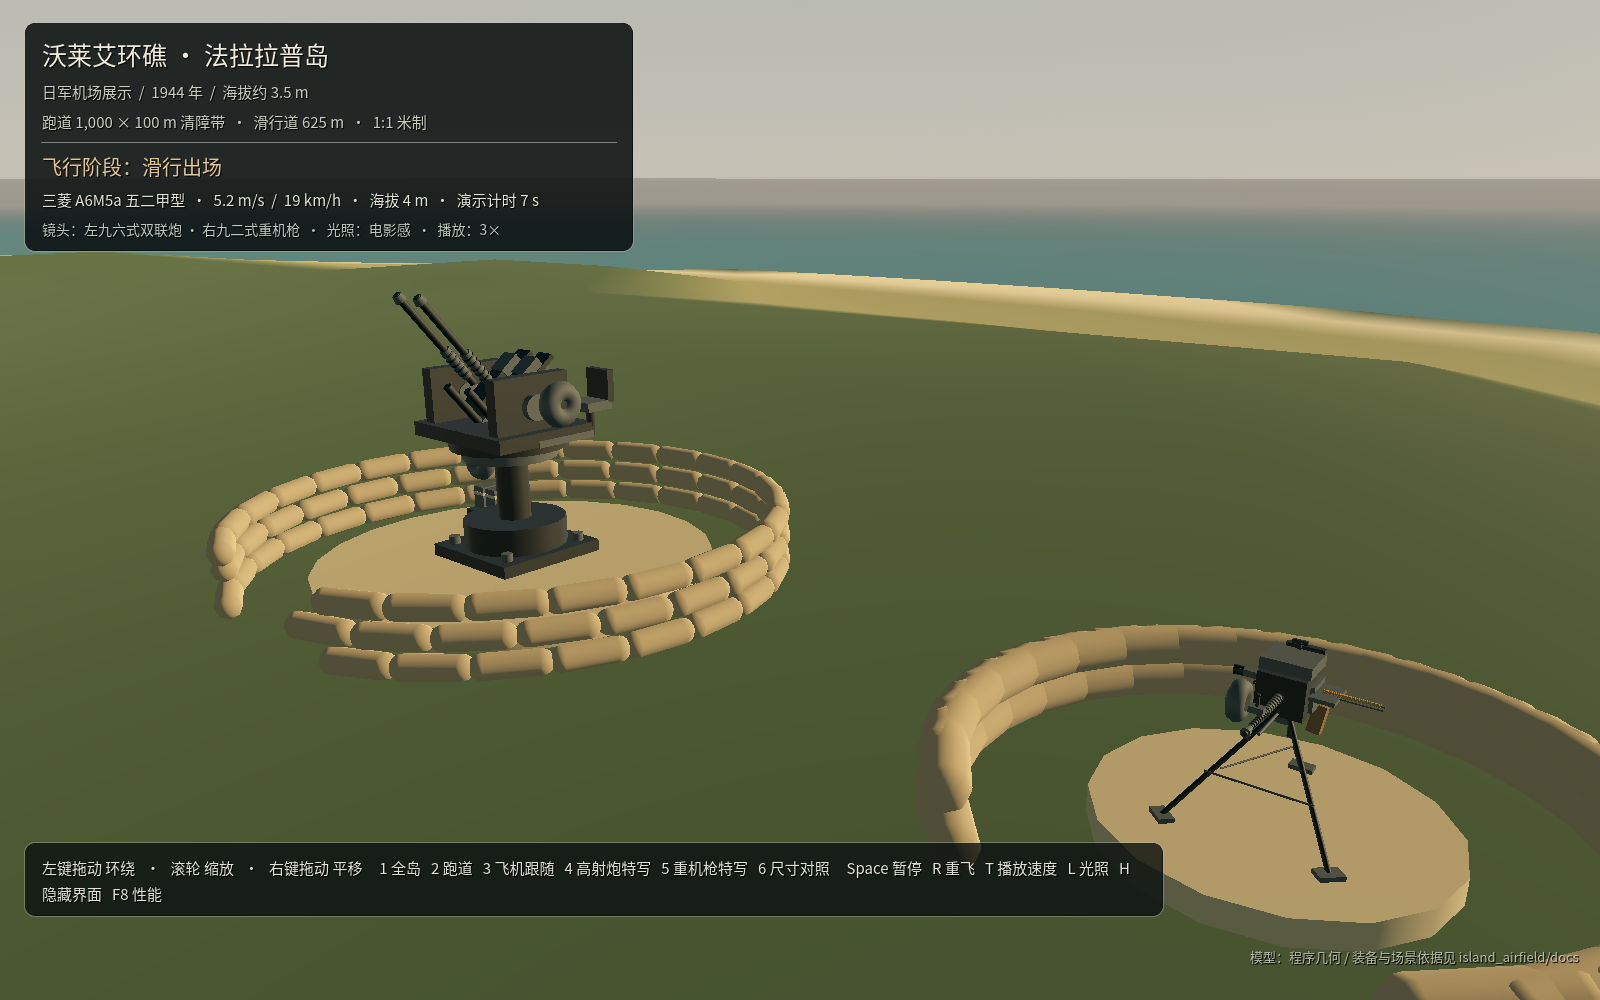 沃莱艾环礁 · 法拉拉普岛
日军机场展示 / 1944 年 / 海拔约 3.5 m
跑道 1,000 × 100 m 清障带 · 滑行道 625 m · 1:1 米制
飞行阶段：滑行出场
三菱 A6M5a 五二甲型 · 5.2 m/s / 19 km/h · 海拔 4 m · 演示计时 7 s
镜头：左九六式双联炮 · 右九二式重机枪 · 光照：电影感 · 播放：3×
左键拖动 环绕 · 滚轮 缩放 · 右键拖动 平移 1 全岛 2 跑道 3 飞机跟随 4 高射炮特写 5 重机枪特写 6 尺寸对照 Space 暂停 R 重飞 T 播放速度 L 光照 H
隐藏界面 F8 性能
模型：程序几何 / 装备与场景依据见 island_airfield/docs